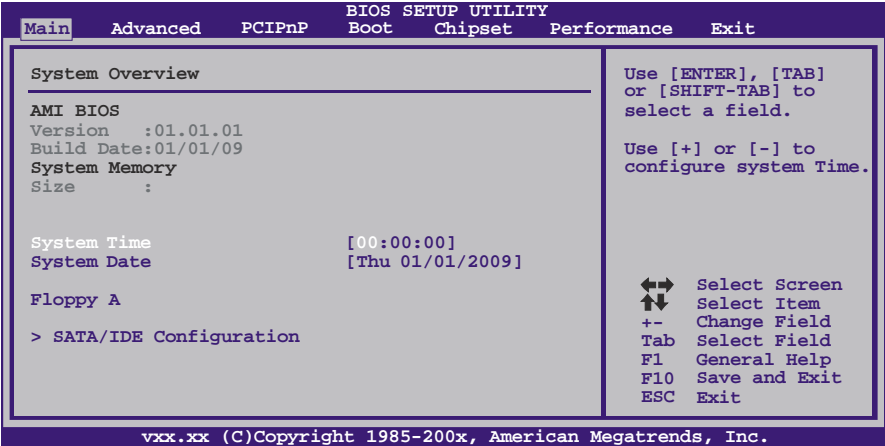 BIOS SETUP UTILITY
Main Advanced PCIPnP Boot Chipset Performance Exit
System Overview
AMI BIOS
Version :01.01.01
Build Date:01/01/09
System Memory
Size :
System Time [00:00:00]
System Date [Thu 01/01/2009]
Floppy A
> SATA/IDE Configuration
Use [ENTER], [TAB]
or [SHIFT-TAB] to
select a field.
Use [+] or [-] to
configure system Time.
Select Screen
Select Item
+- Change Field
Tab Select Field
F1 General Help
F10 Save and Exit
ESC Exit
vxx.xx (C)Copyright 1985-200x, American Megatrends, Inc.